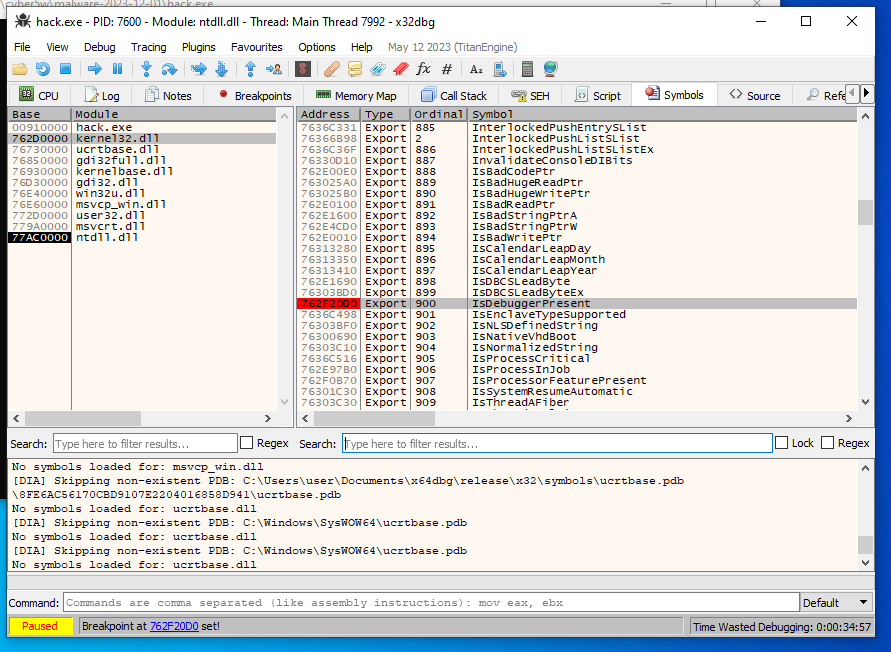 \cyber5w\malware-2023-12-01\hack.exe
hack.exe - PID: 7600 - Module: ntdll.dll - Thread: Main Thread 7992 - x32dbg
File View Debug Tracing Plugins Favourites Options Help May 12 2023 (TitanEngine)
CPU Log Notes Breakpoints Memory Map Call Stack SEH Script Symbols Source Refe
Base Module
00910000 hack.exe
762D0000 kernel32.dll
76730000 ucrtbase.dll
76850000 gdi32full.dll
76930000 kernelbase.dll
76D30000 gdi32.dll
76E40000 win32u.dll
76E60000 msvcp_win.dll
772D0000 user32.dll
779A0000 msvcrt.dll
77AC0000 ntdll.dll
Address Type Ordinal Symbol
7636C331 Export 885 InterlockedPushEntrySList
76366B98 Export 2 InterlockedPushListSList
7636C36F Export 886 InterlockedPushListSListEx
76330D10 Export 887 InvalidateConsoleDIBits
762E00E0 Export 888 IsBadCodePtr
763025A0 Export 889 IsBadHugeReadPtr
763025B0 Export 890 IsBadHugeWritePtr
762E0100 Export 891 IsBadReadPtr
762E1600 Export 892 IsBadStringPtrA
762E4CD0 Export 893 IsBadStringPtrW
762E0010 Export 894 IsBadWritePtr
76313280 Export 895 IsCalendarLeapDay
76313350 Export 896 IsCalendarLeapMonth
76313410 Export 897 IsCalendarLeapYear
762E1690 Export 898 IsDBCSLeadByte
76303BD0 Export 899 IsDBCSLeadByteEx
762F20D0 Export 900 IsDebuggerPresent
7636C498 Export 901 IsEnclaveTypeSupported
76303BF0 Export 902 IsNLSDefinedString
76300690 Export 903 IsNativeVhdBoot
76303C10 Export 904 IsNormalizedString
7636C516 Export 905 IsProcessCritical
762E97B0 Export 906 IsProcessInJob
762F0B70 Export 907 IsProcessorFeaturePresent
76301C30 Export 908 IsSystemResumeAutomatic
76303C30 Export 909 IsThreadAFiber
Search: Type here to filter results... Regex Search: Type here to filter results... Lock Regex
No symbols loaded for: msvcp_win.dll
[DIA] Skipping non-existent PDB: C:\Users\user\Documents\x64dbg\release\x32\symbols\ucrtbase.pdb
\8FE6AC56170CBD9107E2204016858D941\ucrtbase.pdb
No symbols loaded for: ucrtbase.dll
[DIA] Skipping non-existent PDB: C:\Windows\SysWOW64\ucrtbase.pdb
No symbols loaded for: ucrtbase.dll
[DIA] Skipping non-existent PDB: C:\Windows\SysWOW64\ucrtbase.pdb
No symbols loaded for: ucrtbase.dll
Command: Commands are comma separated (like assembly instructions): mov eax, ebx Default
Paused Breakpoint at 762F20D0 set! Time Wasted Debugging: 0:00:34:57